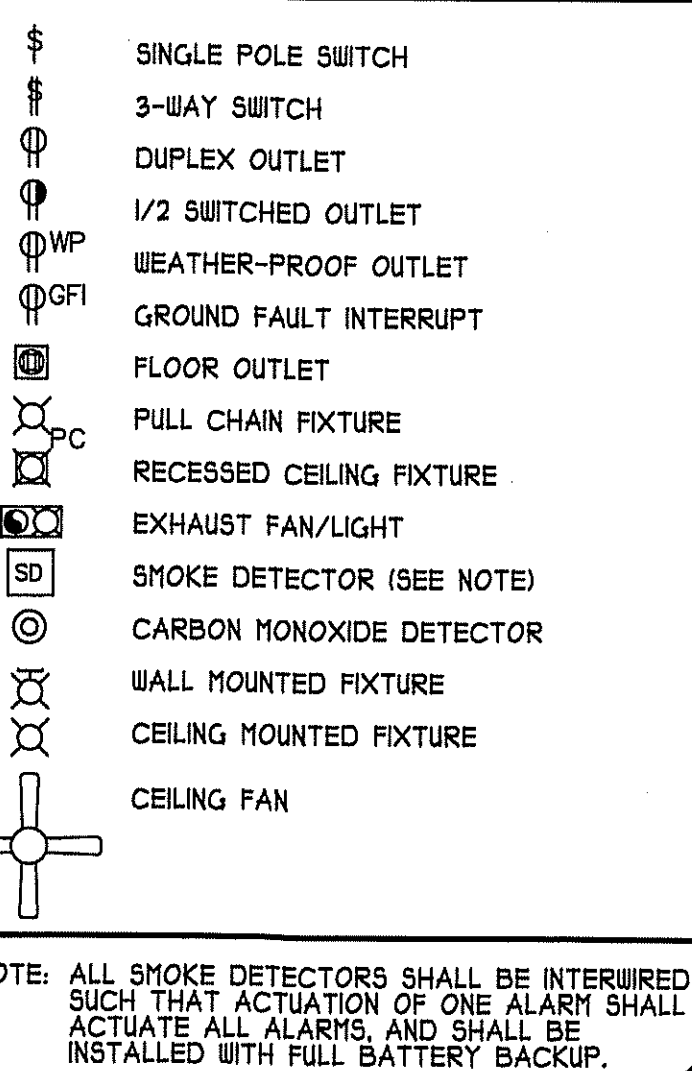 $ SINGLE POLE SWITCH
$ 3-WAY SWITCH
DUPLEX OUTLET
1/2 SWITCHED OUTLET
WP WEATHER-PROOF OUTLET
GFI GROUND FAULT INTERRUPT
FLOOR OUTLET
PULL CHAIN FIXTURE
PC
RECESSED CEILING FIXTURE
EXHAUST FAN/LIGHT
SD SMOKE DETECTOR (SEE NOTE)
CARBON MONOXIDE DETECTOR
WALL MOUNTED FIXTURE
CEILING MOUNTED FIXTURE
CEILING FAN
OTE: ALL SMOKE DETECTORS SHALL BE INTERWIRED
SUCH THAT ACTUATION OF ONE ALARM SHALL
ACTUATE ALL ALARMS, AND SHALL BE
INSTALLED WITH FULL BATTERY BACKUP.